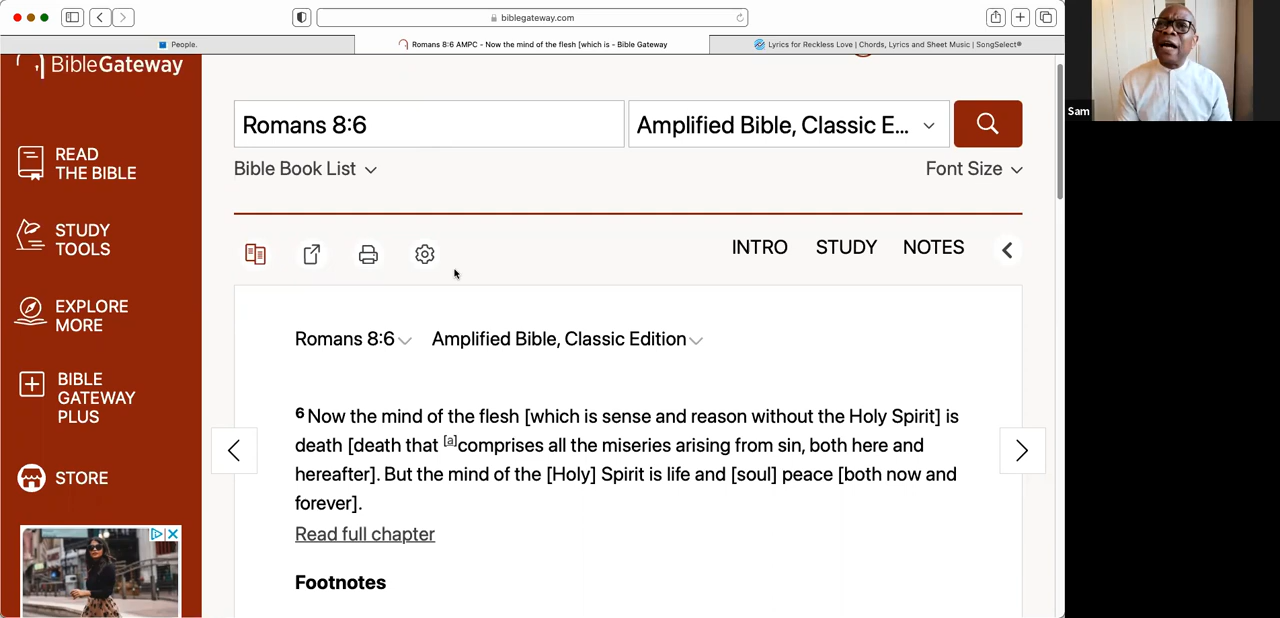 biblegateway.com
People.
Romans 8:6 AMPC - Now the mind of the flesh [which is - Bible Gateway
Lyrics for Reckless Love | Chords, Lyrics and Sheet Music | SongSelect®
BibleGateway
READ
THE BIBLE
STUDY
TOOLS
EXPLORE
MORE
BIBLE
GATEWAY
PLUS
STORE
Romans 8:6
Amplified Bible, Classic E...
Bible Book List
Font Size
INTRO STUDY NOTES
Romans 8:6 Amplified Bible, Classic Edition
6 Now the mind of the flesh [which is sense and reason without the Holy Spirit] is
death [death that [a]comprises all the miseries arising from sin, both here and
hereafter]. But the mind of the [Holy] Spirit is life and [soul] peace [both now and
forever].
Read full chapter
Footnotes
Sam